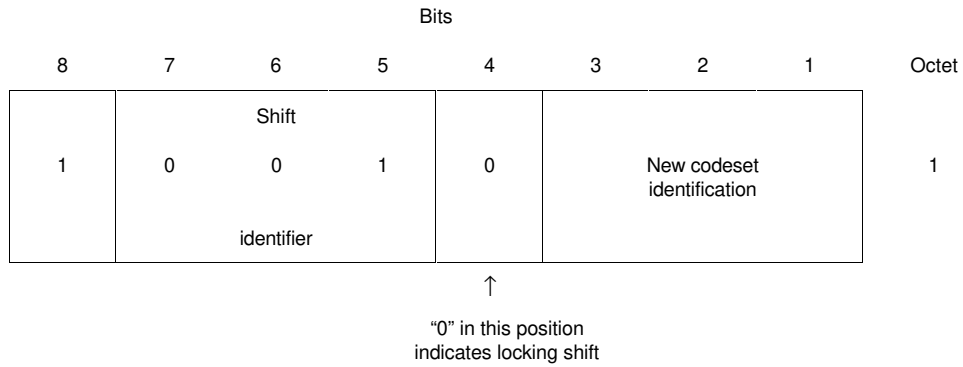 Bits
8 7 6 5 4 3 2 1 Octet
Shift
1 0 0 1 0 New codeset 1
identification
identifier
↑
“0” in this position
indicates locking shift